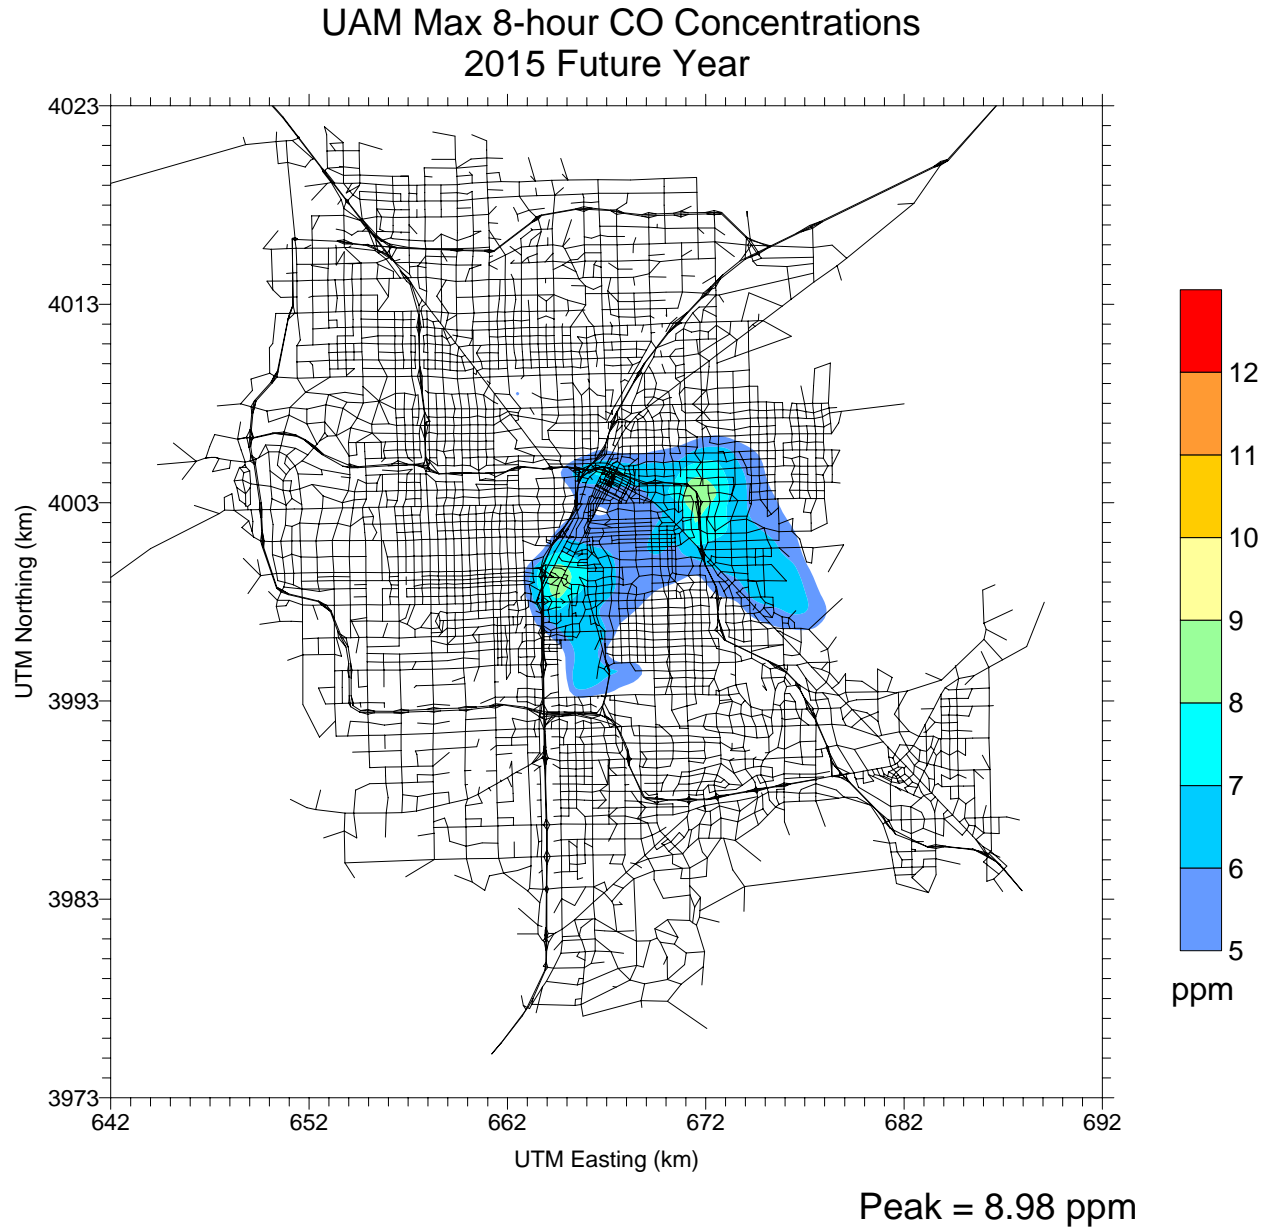 UAM Max 8-hour CO Concentrations
2015 Future Year
4023
4013
4003
3993
3983
3973
UTM Northing (km)
642 652 662 672 682 692
UTM Easting (km)
12
11
10
9
8
7
6
5
ppm
Peak = 8.98 ppm